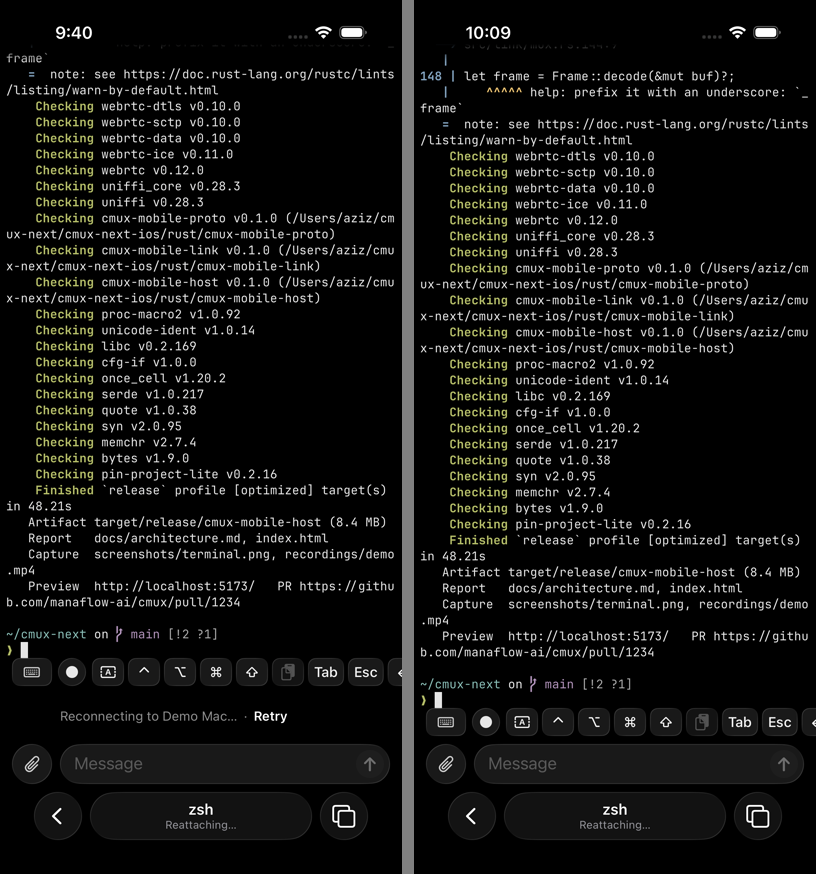 9:40
frame`
= note: see https://doc.rust-lang.org/rustc/lints
/listing/warn-by-default.html
Checking webrtc-dtls v0.10.0
Checking webrtc-sctp v0.10.0
Checking webrtc-data v0.10.0
Checking webrtc-ice v0.11.0
Checking webrtc v0.12.0
Checking uniffi_core v0.28.3
Checking uniffi v0.28.3
Checking cmux-mobile-proto v0.1.0 (/Users/aziz/cm
ux-next/cmux-next-ios/rust/cmux-mobile-proto)
Checking cmux-mobile-link v0.1.0 (/Users/aziz/cmu
x-next/cmux-next-ios/rust/cmux-mobile-link)
Checking cmux-mobile-host v0.1.0 (/Users/aziz/cmu
x-next/cmux-next-ios/rust/cmux-mobile-host)
Checking proc-macro2 v1.0.92
Checking unicode-ident v1.0.14
Checking libc v0.2.169
Checking cfg-if v1.0.0
Checking once_cell v1.20.2
Checking serde v1.0.217
Checking quote v1.0.38
Checking syn v2.0.95
Checking memchr v2.7.4
Checking bytes v1.9.0
Checking pin-project-lite v0.2.16
Finished `release` profile [optimized] target(s)
in 48.21s
Artifact target/release/cmux-mobile-host (8.4 MB)
Report docs/architecture.md, index.html
Capture screenshots/terminal.png, recordings/demo
.mp4
Preview http://localhost:5173/ PR https://githu
b.com/manaflow-ai/cmux/pull/1234
~/cmux-next on main [!2 ?1]
❯
Tab Esc
Reconnecting to Demo Mac... · Retry
Message
zsh
Reattaching...
10:09
148 | let frame = Frame::decode(&mut buf)?;
| ^^^^^ help: prefix it with an underscore: `_
frame`
= note: see https://doc.rust-lang.org/rustc/lints
/listing/warn-by-default.html
Checking webrtc-dtls v0.10.0
Checking webrtc-sctp v0.10.0
Checking webrtc-data v0.10.0
Checking webrtc-ice v0.11.0
Checking webrtc v0.12.0
Checking uniffi_core v0.28.3
Checking uniffi v0.28.3
Checking cmux-mobile-proto v0.1.0 (/Users/aziz/cm
ux-next/cmux-next-ios/rust/cmux-mobile-proto)
Checking cmux-mobile-link v0.1.0 (/Users/aziz/cmu
x-next/cmux-next-ios/rust/cmux-mobile-link)
Checking cmux-mobile-host v0.1.0 (/Users/aziz/cmu
x-next/cmux-next-ios/rust/cmux-mobile-host)
Checking proc-macro2 v1.0.92
Checking unicode-ident v1.0.14
Checking libc v0.2.169
Checking cfg-if v1.0.0
Checking once_cell v1.20.2
Checking serde v1.0.217
Checking quote v1.0.38
Checking syn v2.0.95
Checking memchr v2.7.4
Checking bytes v1.9.0
Checking pin-project-lite v0.2.16
Finished `release` profile [optimized] target(s)
in 48.21s
Artifact target/release/cmux-mobile-host (8.4 MB)
Report docs/architecture.md, index.html
Capture screenshots/terminal.png, recordings/demo
.mp4
Preview http://localhost:5173/ PR https://githu
b.com/manaflow-ai/cmux/pull/1234
~/cmux-next on main [!2 ?1]
❯
Tab Esc
Message
zsh
Reattaching...